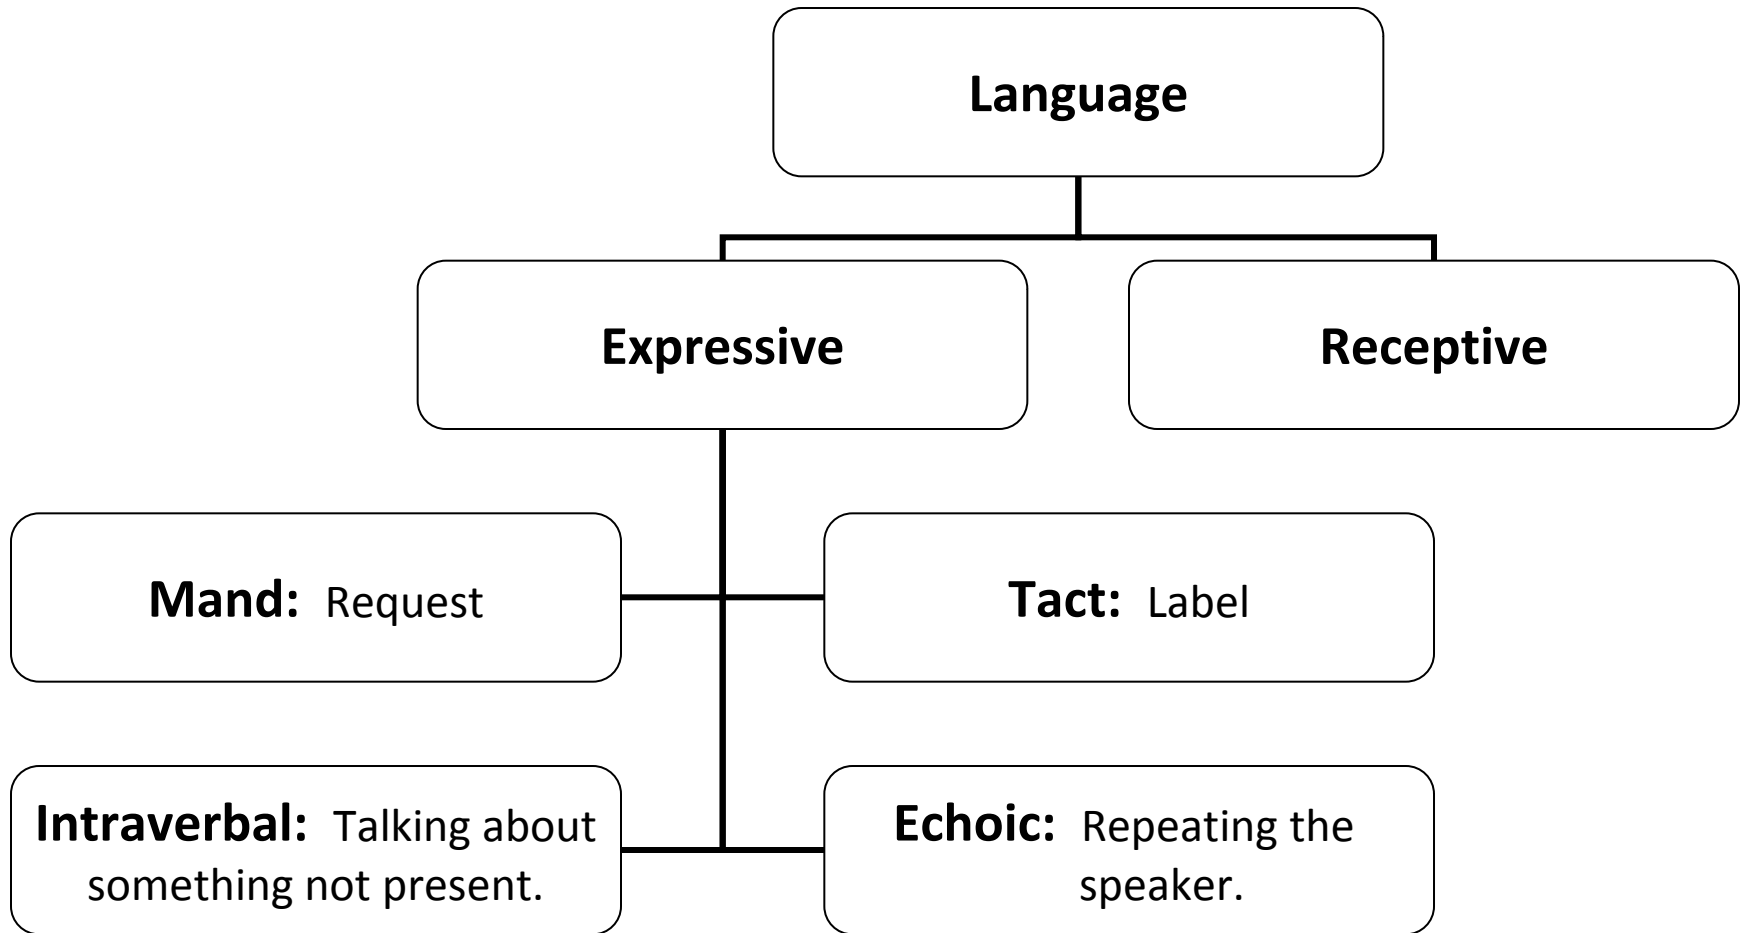 Language
Expressive
Receptive
Mand: Request
Tact: Label
Intraverbal: Talking about
something not present.
Echoic: Repeating the
speaker.